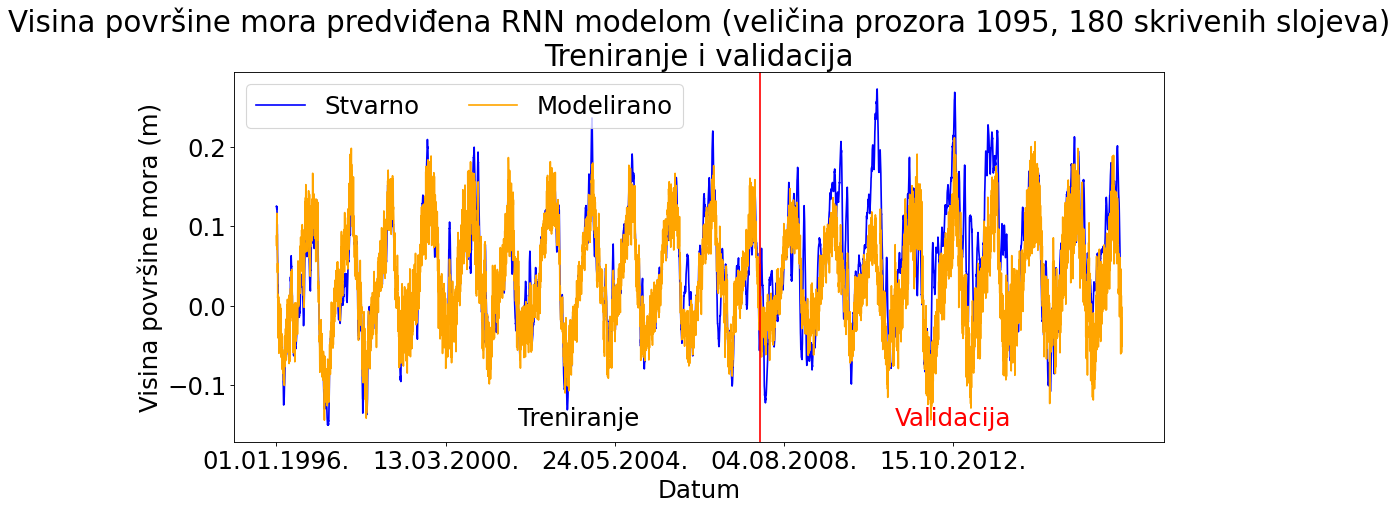 Visina površine mora predviđena RNN modelom (veličina prozora 1095, 180 skrivenih slojeva)
Treniranje i validacija
Stvarno
Modelirano
Visina površine mora (m)
0.2
0.1
0.0
−0.1
Treniranje
Validacija
01.01.1996.
13.03.2000.
24.05.2004.
04.08.2008.
15.10.2012.
Datum